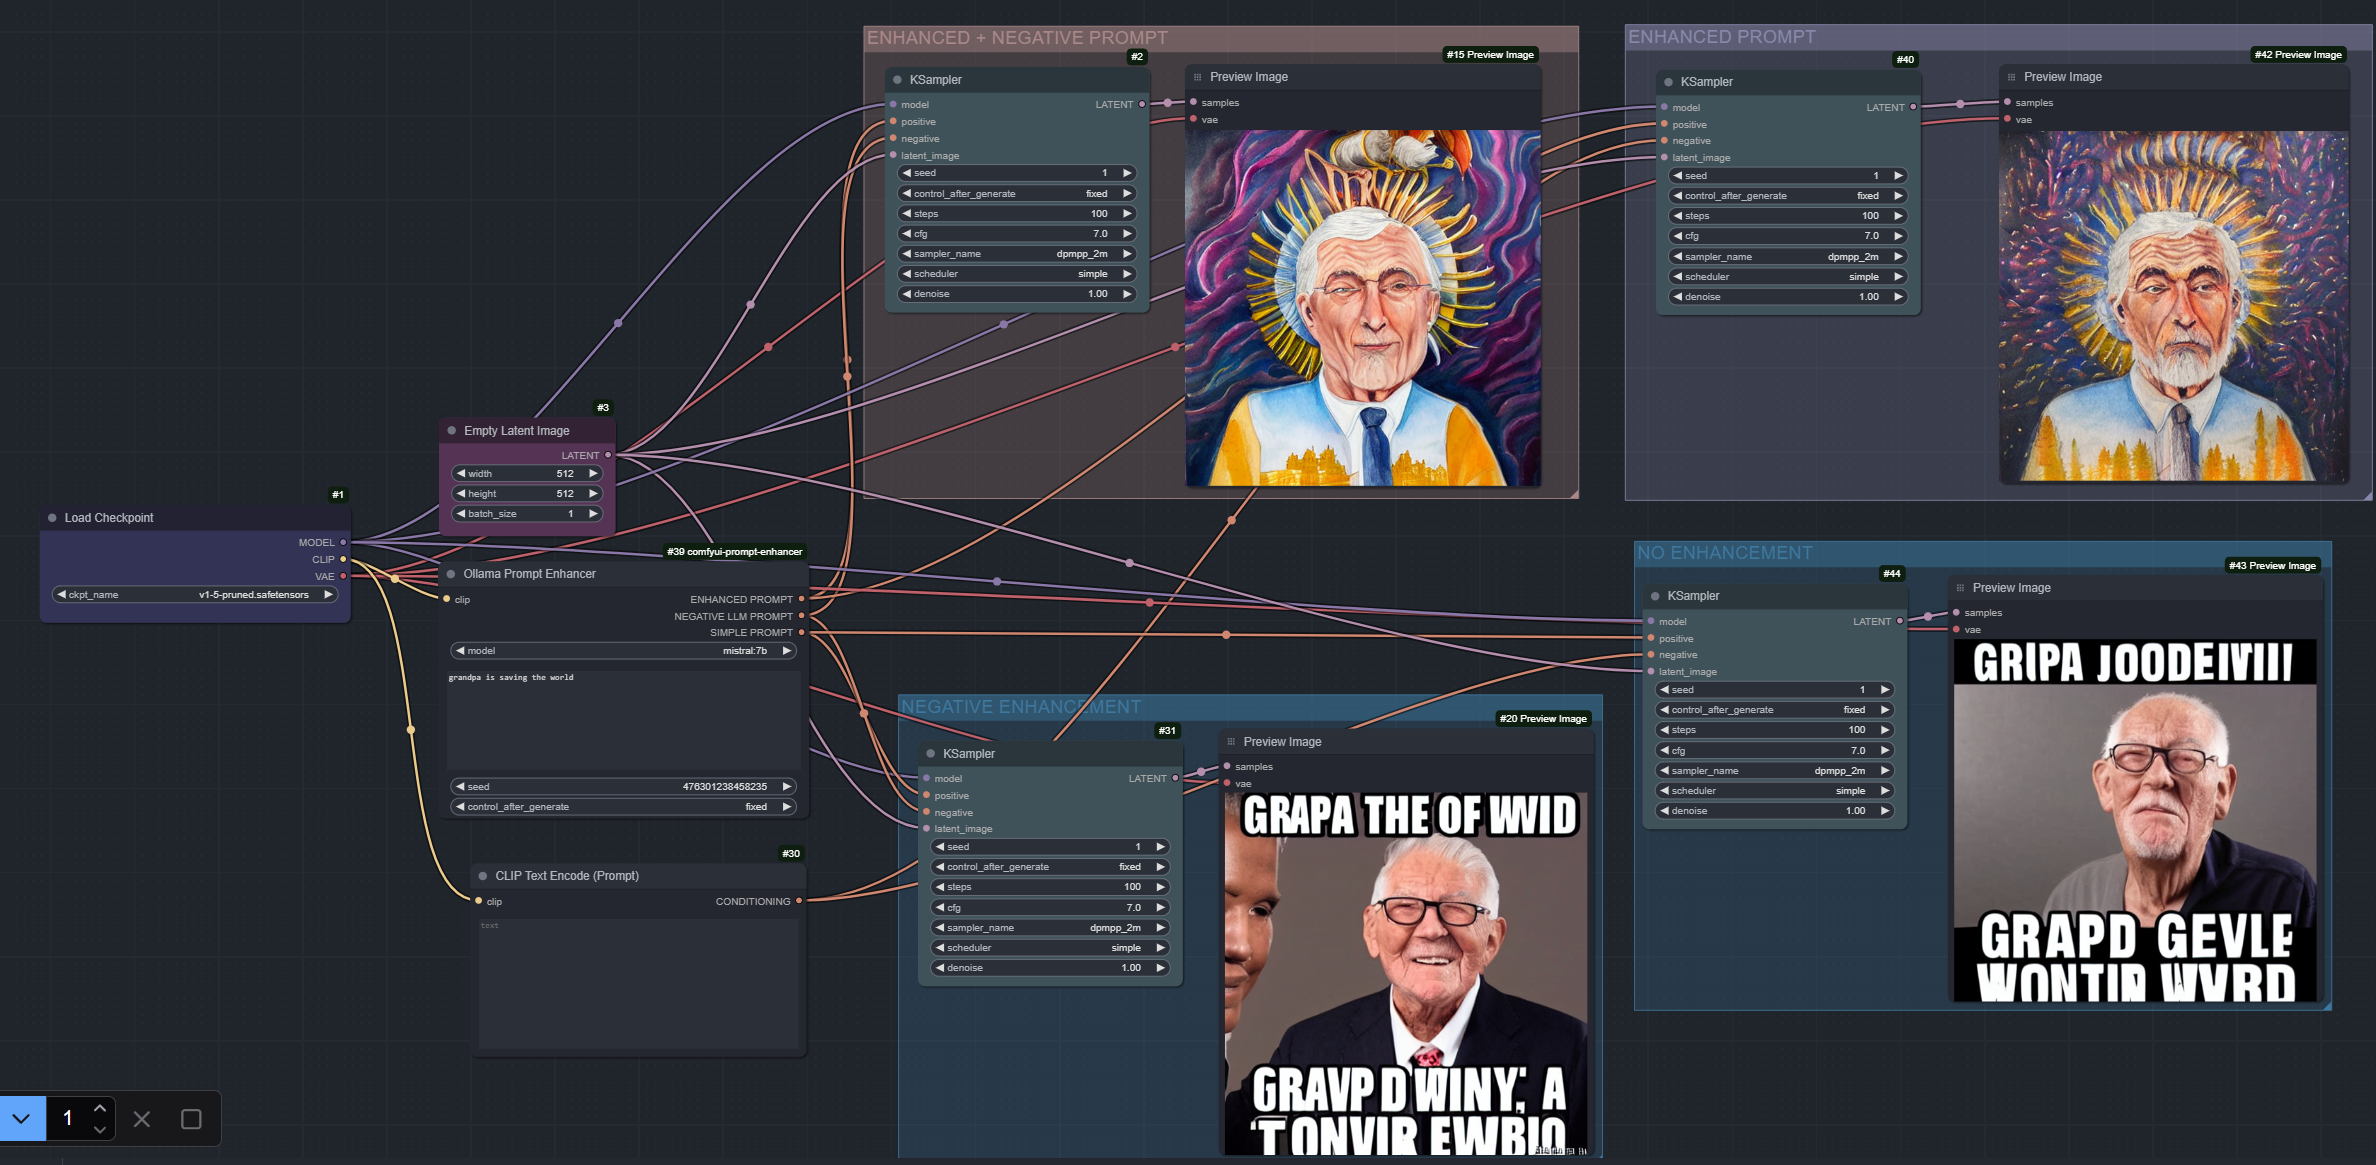 ENHANCED + NEGATIVE PROMPT
#2
KSampler
model
LATENT
positive
negative
latent_image
seed
1
control_after_generate
fixed
steps
100
cfg
7.0
sampler_name
dpmpp_2m
scheduler
simple
denoise
1.00
#15 Preview Image
Preview Image
samples
vae
ENHANCED PROMPT
#40
KSampler
model
LATENT
positive
negative
latent_image
seed
1
control_after_generate
fixed
steps
100
cfg
7.0
sampler_name
dpmpp_2m
scheduler
simple
denoise
1.00
#42 Preview Image
Preview Image
samples
vae
#3
Empty Latent Image
LATENT
width
512
height
512
batch_size
1
#1
Load Checkpoint
MODEL
CLIP
VAE
ckpt_name
v1-5-pruned.safetensors
#39 comfyui-prompt-enhancer
Ollama Prompt Enhancer
clip
ENHANCED PROMPT
NEGATIVE LLM PROMPT
SIMPLE PROMPT
model
mistral:7b
grandpa is saving the world
seed
476301238458235
control_after_generate
fixed
#30
CLIP Text Encode (Prompt)
clip
CONDITIONING
text
NEGATIVE ENHANCEMENT
#31
KSampler
model
LATENT
positive
negative
latent_image
seed
1
control_after_generate
fixed
steps
100
cfg
7.0
sampler_name
dpmpp_2m
scheduler
simple
denoise
1.00
#20 Preview Image
Preview Image
samples
vae
GRAPA THE OF WVID
GRAVP D WINY; A
TONVIR EWBIO
NO ENHANCEMENT
#44
KSampler
model
LATENT
positive
negative
latent_image
seed
1
control_after_generate
fixed
steps
100
cfg
7.0
sampler_name
dpmpp_2m
scheduler
simple
denoise
1.00
#43 Preview Image
Preview Image
samples
vae
GRAPD GEVLE
WONTIN WVRD
1